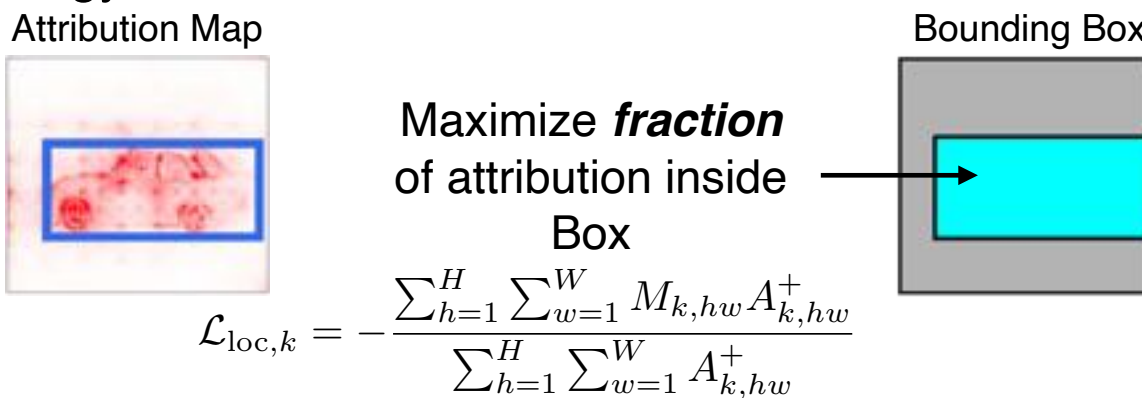 Attribution Map
Bounding Box
Maximize fraction
of attribution inside
Box
\mathcal{L}_{\text{loc},k} = -\frac{\sum_{h=1}^{H} \sum_{w=1}^{W} M_{k,hw} A^{+}_{k,hw}}{\sum_{h=1}^{H} \sum_{w=1}^{W} A^{+}_{k,hw}}